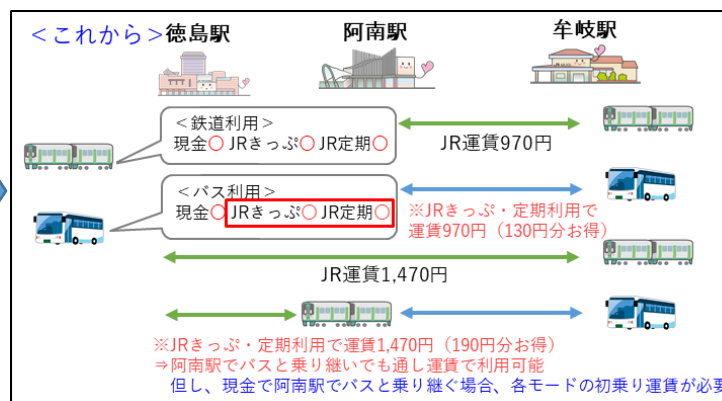 <これから>徳島駅 阿南駅 牟岐駅
<鉄道利用>
現金○ JRきっぷ○ JR定期○
JR運賃970円
<バス利用>
現金○JRきっぷ○ JR定期○
※JRきっぷ・定期利用で
運賃970円（130円分お得）
JR運賃1,470円
※JRきっぷ・定期利用で運賃1,470円（190円分お得）
⇒阿南駅でバスと乗り継いでも通し運賃で利用可能
但し、現金で阿南駅でバスと乗り継ぐ場合、各モードの初乗り運賃が必要